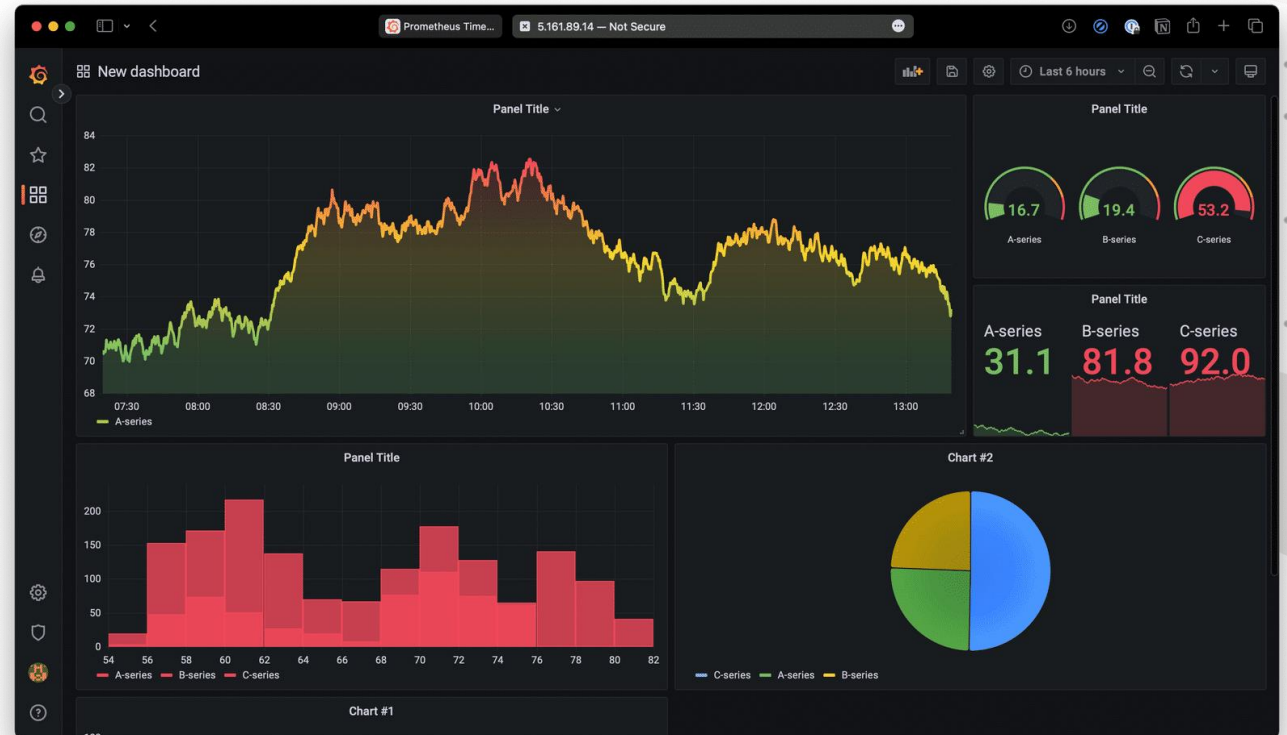 Prometheus Time...
5.161.89.14 — Not Secure
New dashboard
Last 6 hours
Panel Title
84
82
80
78
76
74
72
70
68
07:30 08:00 08:30 09:00 09:30 10:00 10:30 11:00 11:30 12:00 12:30 13:00
A-series
Panel Title
16.7 19.4 53.2
A-series B-series C-series
Panel Title
A-series B-series C-series
31.1 81.8 92.0
Panel Title
200
150
100
50
0
54 56 58 60 62 64 66 68 70 72 74 76 78 80 82
A-series B-series C-series
Chart #2
C-series A-series B-series
Chart #1